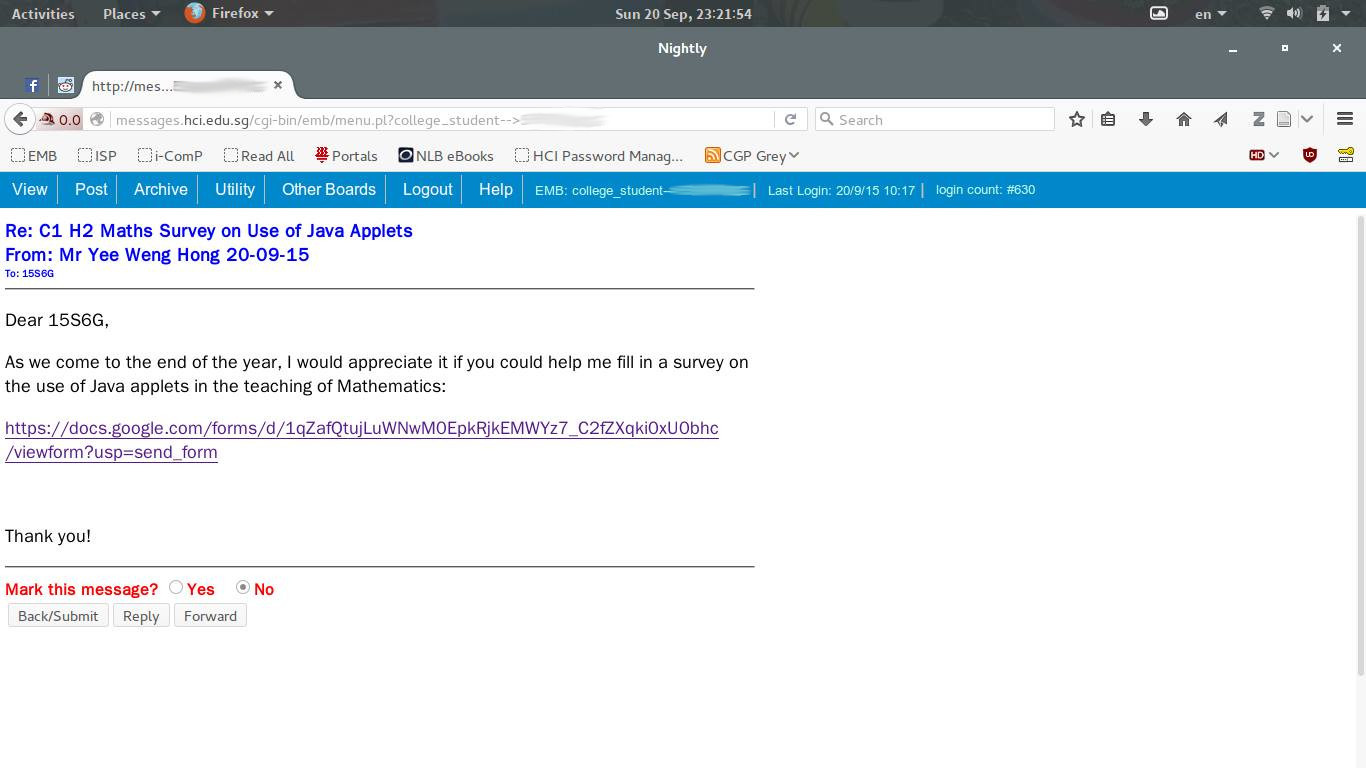 Activities Places Firefox Sun 20 Sep, 23:21:54 en
Nightly
http://mes...
0.0 messages.hci.edu.sg/cgi-bin/emb/menu.pl?college_student--> Search
EMB ISP i-ComP Read All Portals NLB eBooks HCI Password Manag... CGP Grey HD
View Post Archive Utility Other Boards Logout Help EMB: college_student-- | Last Login: 20/9/15 10:17 | login count: #630
Re: C1 H2 Maths Survey on Use of Java Applets
From: Mr Yee Weng Hong 20-09-15
To: 15S6G
Dear 15S6G,
As we come to the end of the year, I would appreciate it if you could help me fill in a survey on
the use of Java applets in the teaching of Mathematics:
https://docs.google.com/forms/d/1qZafQtujLuWNwM0EpkRjkEMWYz7_C2fZXqki0xU0bhc
/viewform?usp=send_form
Thank you!
Mark this message? Yes No
Back/Submit Reply Forward